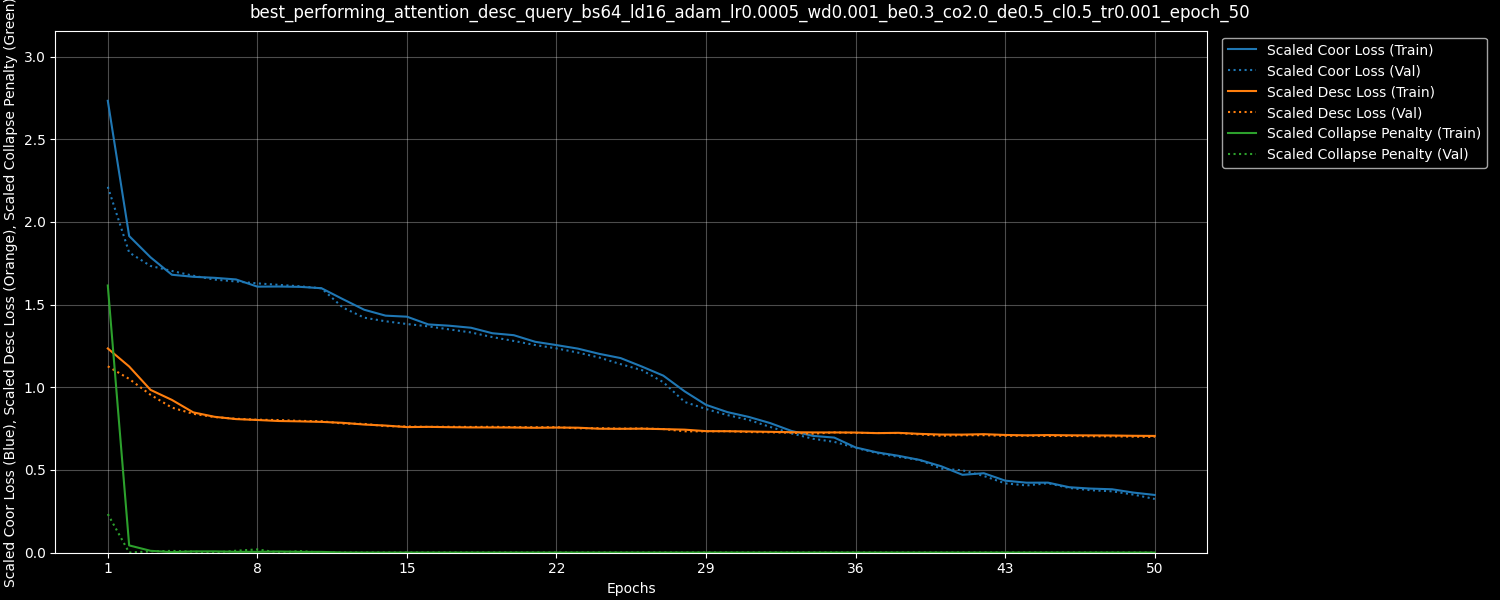 best_performing_attention_desc_query_bs64_ld16_adam_lr0.0005_wd0.001_be0.3_co2.0_de0.5_cl0.5_tr0.001_epoch_50
Scaled Coor Loss (Blue), Scaled Desc Loss (Orange), Scaled Collapse Penalty (Green)
3.0
2.5
2.0
1.5
1.0
0.5
0.0
1 8 15 22 29 36 43 50
Epochs
Scaled Coor Loss (Train)
Scaled Coor Loss (Val)
Scaled Desc Loss (Train)
Scaled Desc Loss (Val)
Scaled Collapse Penalty (Train)
Scaled Collapse Penalty (Val)